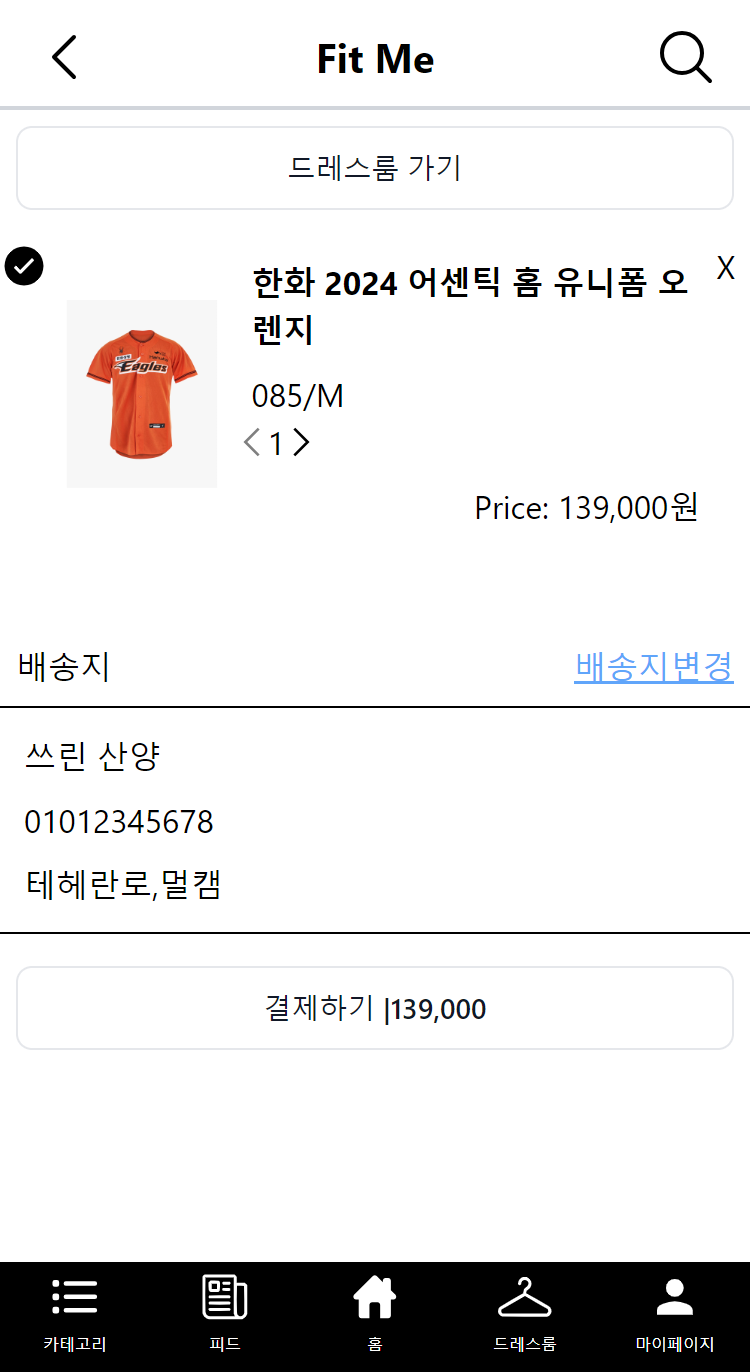 Fit Me
드레스룸 가기
한화 2024 어센틱 홈 유니폼 오
렌지
X
Eagles
085/M
1
Price: 139,000원
배송지
배송지변경
쓰린 산양
01012345678
테헤란로,멀캠
결제하기 |139,000
카테고리
피드
홈
드레스룸
마이페이지